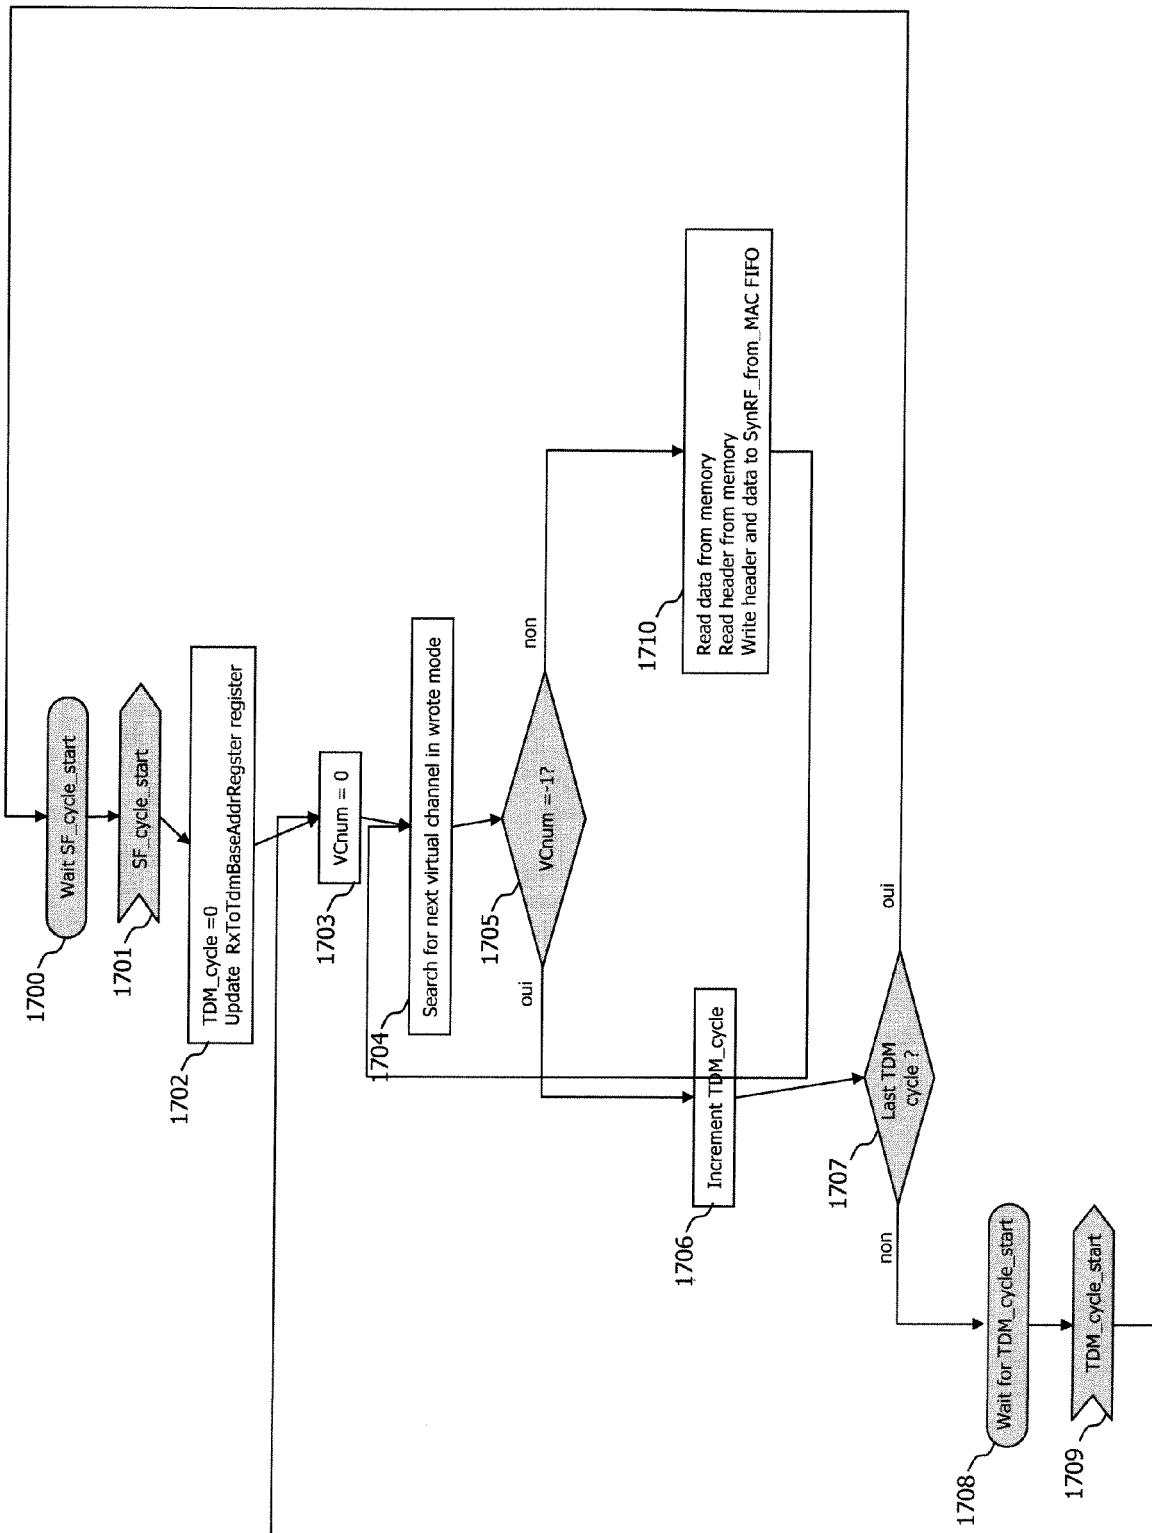 Wait SF_cycle_start
1700
SF_cycle_start
1701
TDM_cycle =0
Update RxToTdmBaseAddrRegster register
1702
VCnum = 0
1703
Search for next virtual channel in wrote mode
1704
VCnum =-1?
1705
oui
non
Read data from memory
Read header from memory
Write header and data to SynRF_from_MAC FIFO
1710
Increment TDM_cycle
1706
Last TDM
cycle ?
1707
oui
non
Wait for TDM_cycle_start
1708
TDM_cycle_start
1709